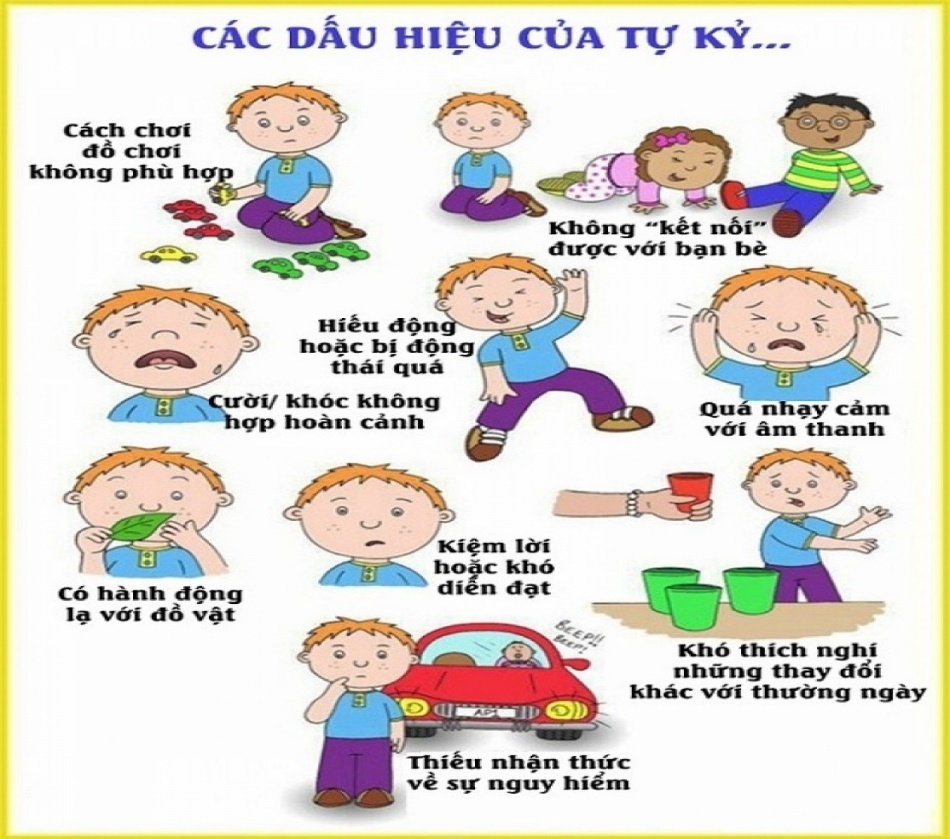 CÁC DẤU HIỆU CỦA TỰ KỶ...
Cách chơi
đồ chơi
không phù hợp
Không “kết nối”
được với bạn bè
Hiếu động
hoặc bị động
thái quá
Cười/ khóc không
hợp hoàn cảnh
Quá nhạy cảm
với âm thanh
Có hành động
lạ với đồ vật
Kiệm lời
hoặc khó
diễn đạt
Khó thích nghi
những thay đổi
khác với thường ngày
BEEP!!
BEEP!
AP1
Thiếu nhận thức
về sự nguy hiểm